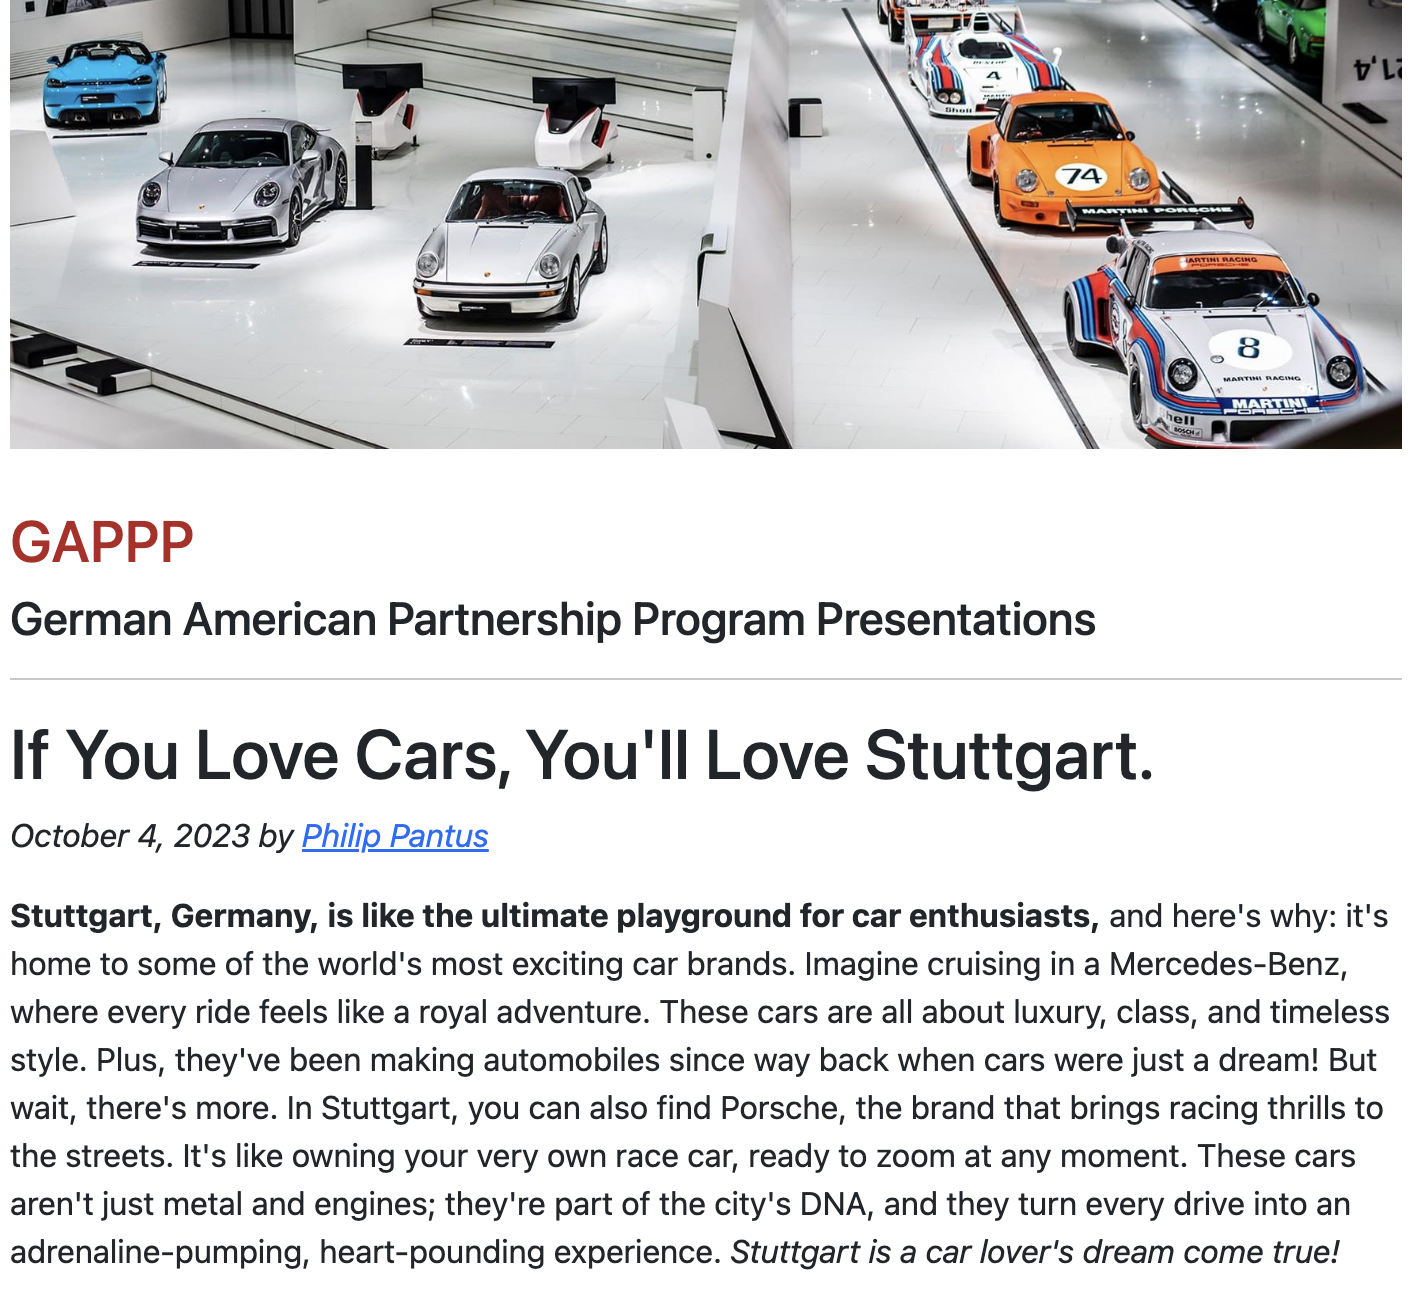 21,4
DUNLOP
4
Shell
74
MARTINI PORSCHE
MARTINI RACING
PORSCHE
8
MARTINI RACING
MARTINI
PORSCHE
Shell
BOSCH
GAPPP
German American Partnership Program Presentations
If You Love Cars, You'll Love Stuttgart.
October 4, 2023 by Philip Pantus
Stuttgart, Germany, is like the ultimate playground for car enthusiasts, and here's why: it's
home to some of the world's most exciting car brands. Imagine cruising in a Mercedes-Benz,
where every ride feels like a royal adventure. These cars are all about luxury, class, and timeless
style. Plus, they've been making automobiles since way back when cars were just a dream! But
wait, there's more. In Stuttgart, you can also find Porsche, the brand that brings racing thrills to
the streets. It's like owning your very own race car, ready to zoom at any moment. These cars
aren't just metal and engines; they're part of the city's DNA, and they turn every drive into an
adrenaline-pumping, heart-pounding experience. Stuttgart is a car lover's dream come true!